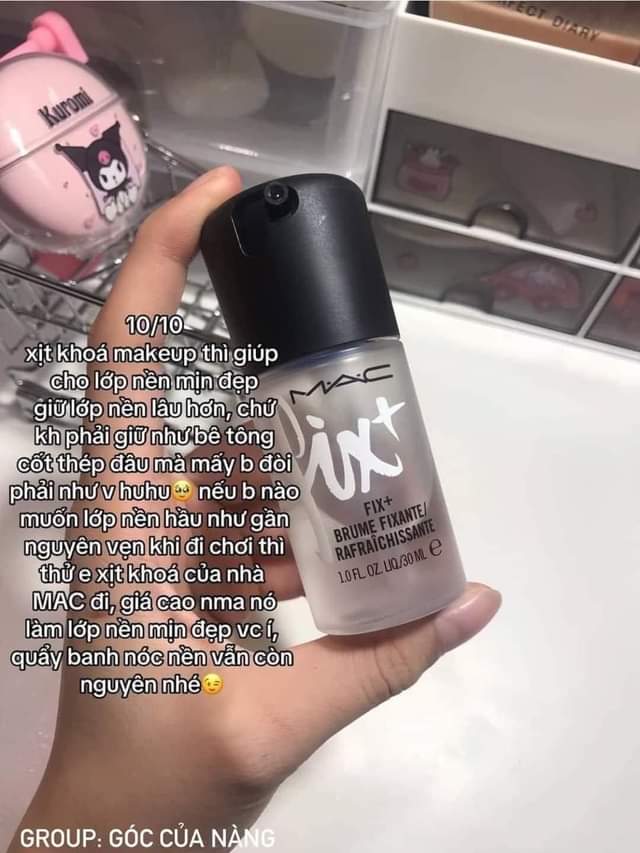 PERFECT DIARY
Kuromi
10/10
xịt khoá makeup thì giúp
cho lớp nền mịn đẹp
giữ lớp nền lâu hơn, chứ
kh phải giữ như bê tông
cốt thép đâu mà mấy b đòi
phải như v huhu🥹 nếu b nào
muốn lớp nền hầu như gần
nguyên vẹn khi đi chơi thì
thử e xịt khoá của nhà
MAC đi, giá cao nma nó
làm lớp nền mịn đẹp vc í,
quẩy banh nóc nền vẫn còn
nguyên nhé😉
MAC
Fix+
FIX+
BRUME FIXANTE/
RAFRAÎCHISSANTE
1.0 FL. OZ. LIQ/30 ML e
GROUP: GÓC CỦA NÀNG